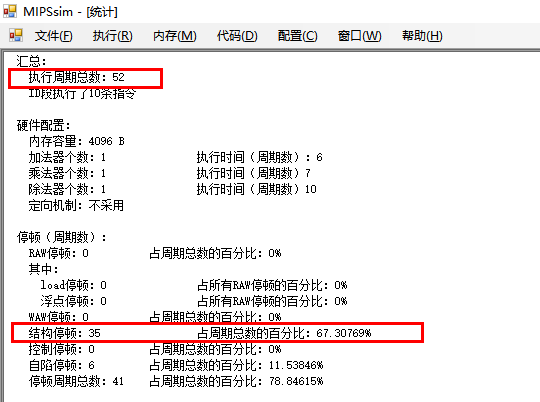 MIPSsim - [统计]
文件(F) 执行(R) 内存(M) 代码(D) 配置(C) 窗口(W) 帮助(H)
汇总:
执行周期总数: 52
ID段执行了10条指令
硬件配置:
内存容量: 4096 B
加法器个数: 1 执行时间(周期数): 6
乘法器个数: 1 执行时间(周期数)7
除法器个数: 1 执行时间(周期数)10
定向机制: 不采用
停顿(周期数):
RAW停顿: 0 占周期总数的百分比: 0%
其中:
load停顿: 0 占所有RAW停顿的百分比: 0%
浮点停顿: 0 占所有RAW停顿的百分比: 0%
WAW停顿: 0 占周期总数的百分比: 0%
结构停顿: 35 占周期总数的百分比: 67.30769%
控制停顿: 0 占周期总数的百分比: 0%
自陷停顿: 6 占周期总数的百分比: 11.53846%
停顿周期总数: 41 占周期总数的百分比: 78.84615%